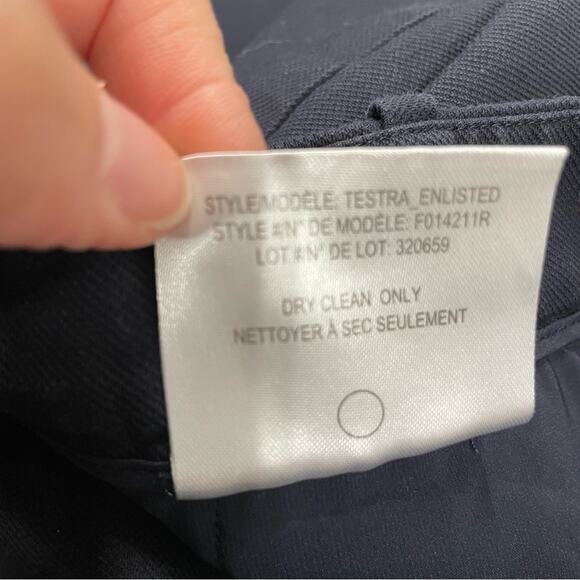 STYLE/MODÈLE: TESTRA_ENLISTED
STYLE #/N° DE MODÈLE: F014211R
LOT #/N° DE LOT: 320659
DRY CLEAN ONLY
NETTOYER À SEC SEULEMENT